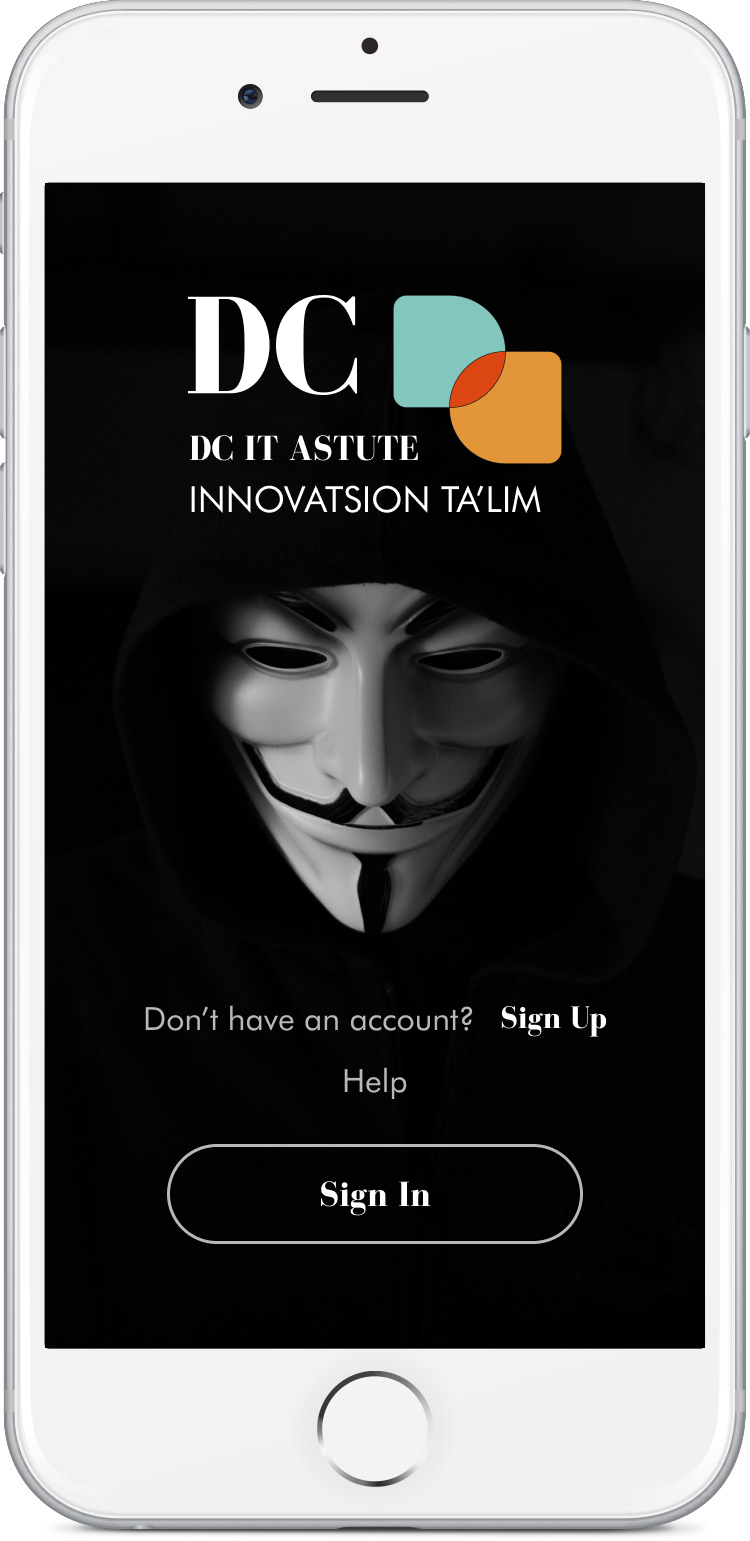 DC
DC IT ASTUTE
INNOVATSION TA’LIM
Don’t have an account? Sign Up
Help
Sign In